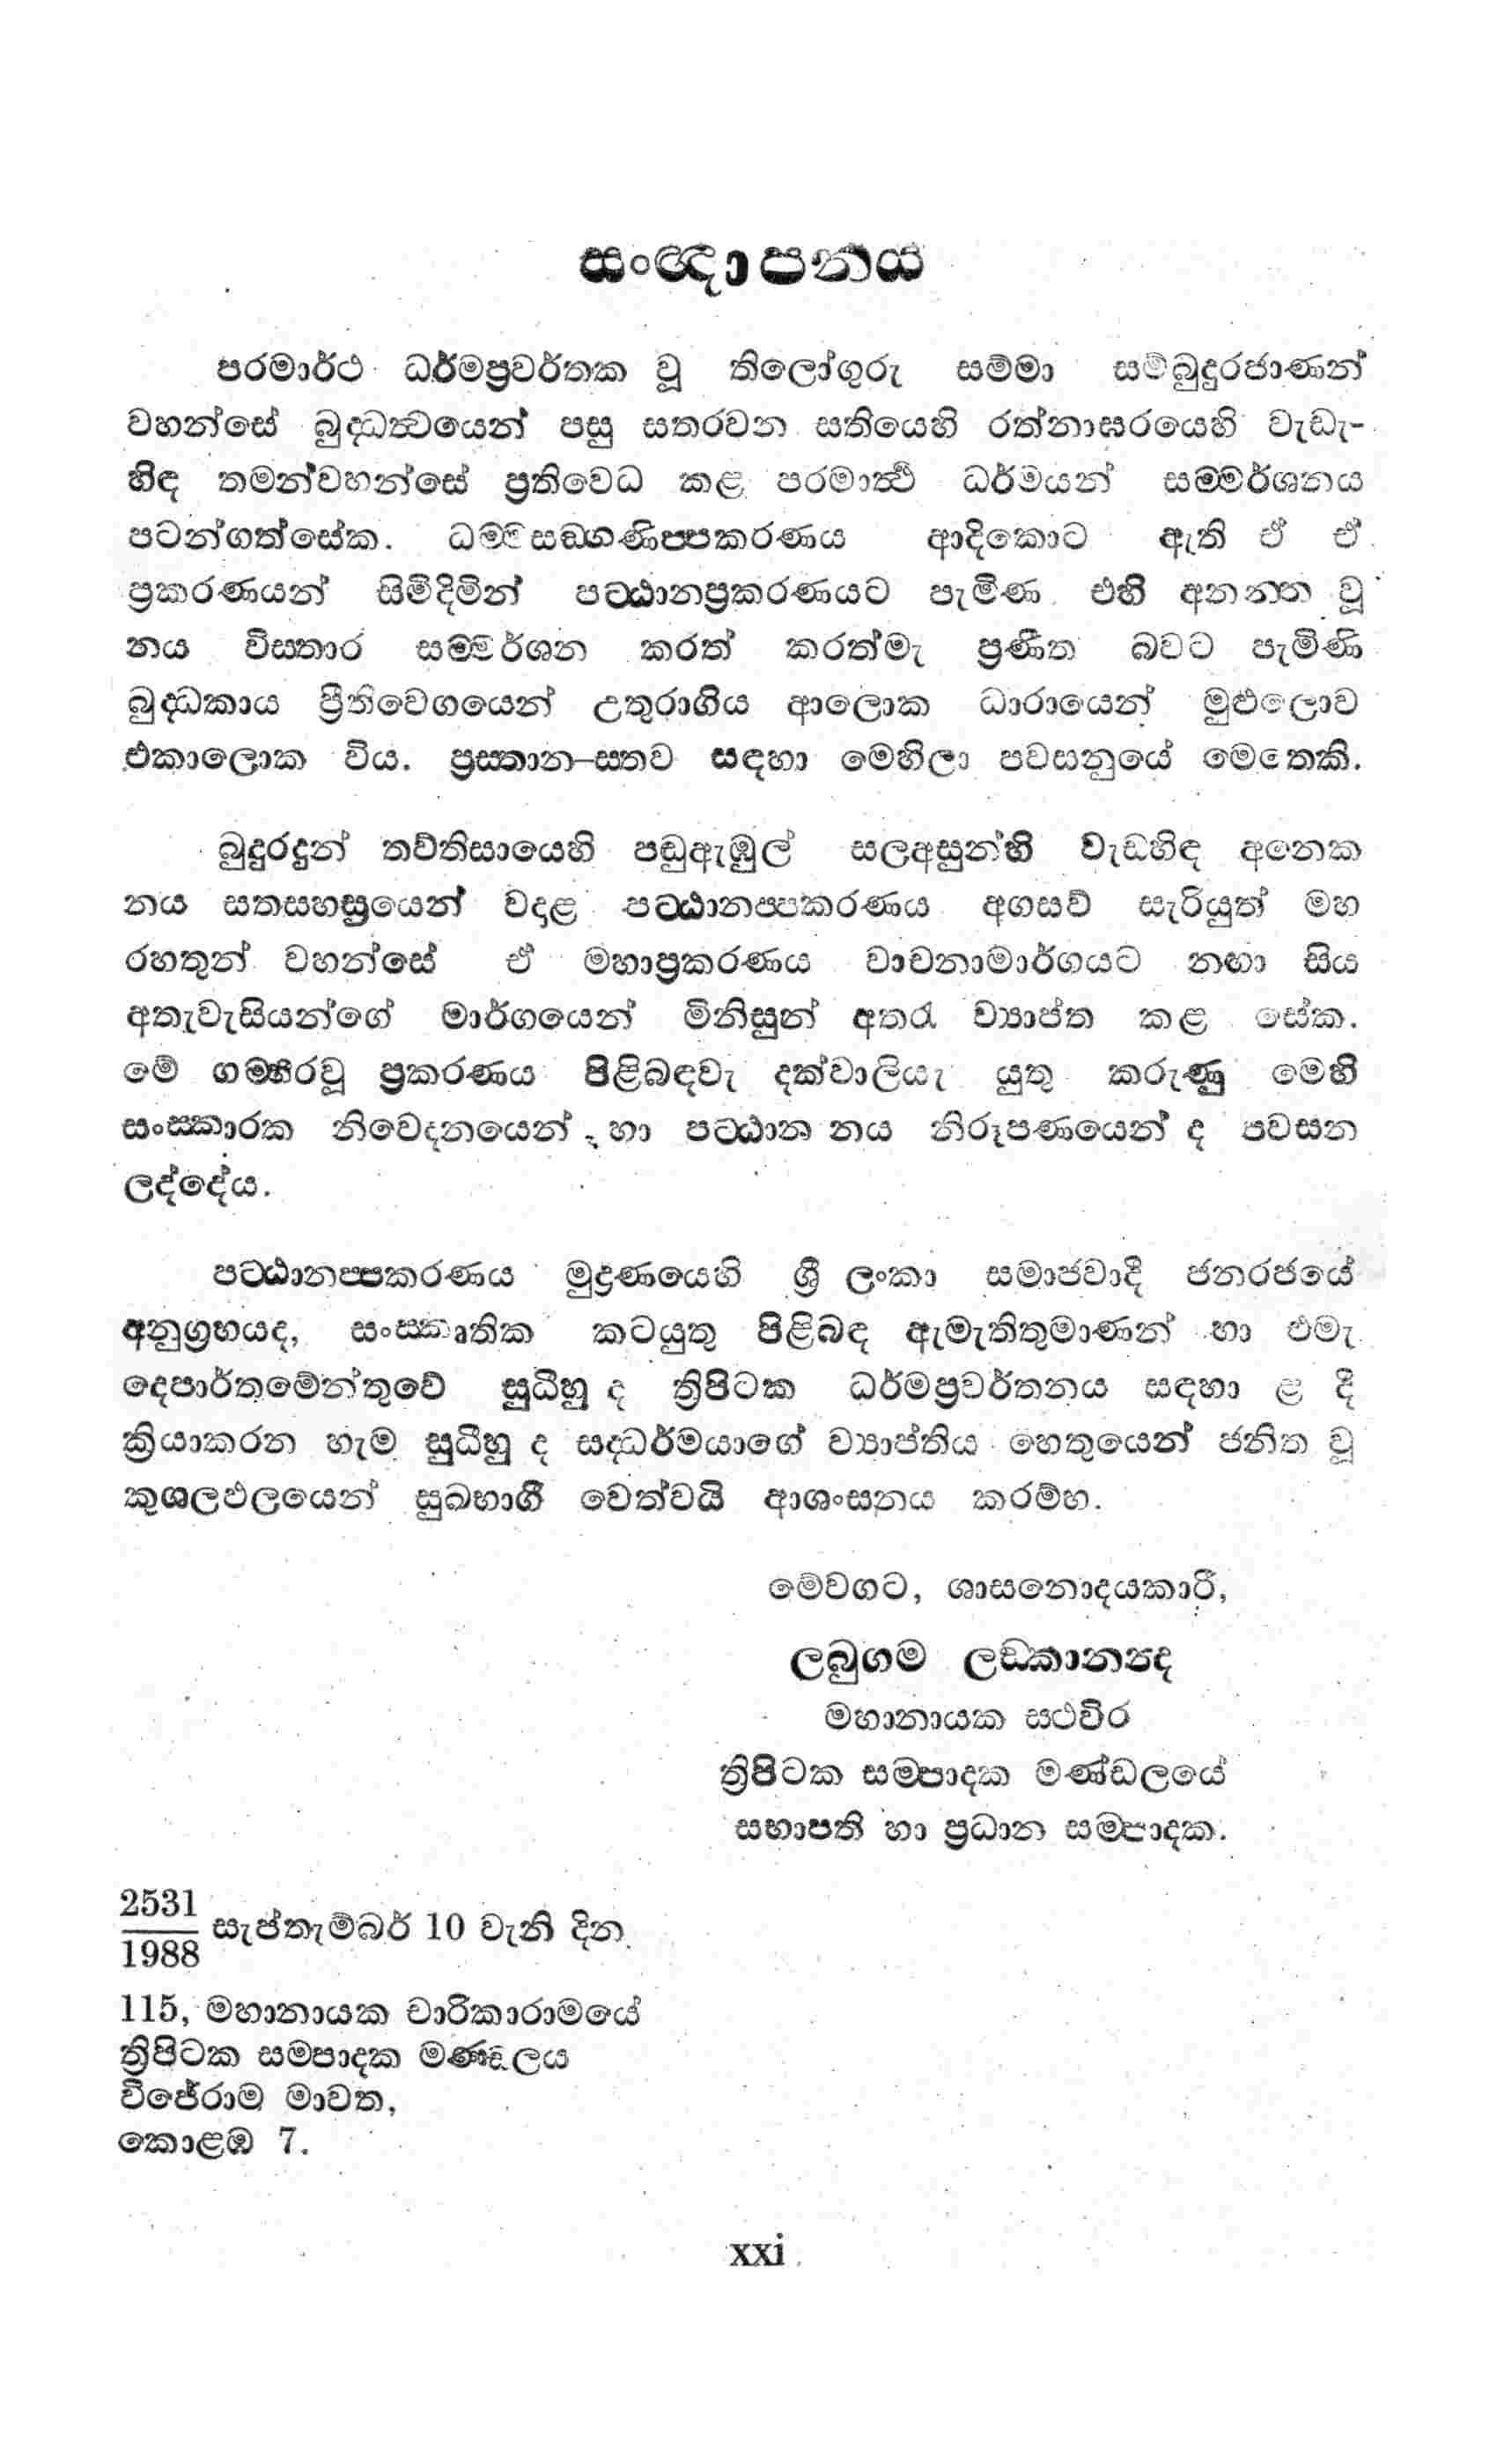 සංඥාපනය
පරමාර්ථ ධර්මප්‍රවර්තක වූ තිලෝගුරු සම්මා සම්බුදුරජාණන්
වහන්සේ බුද්ධත්වයෙන් පසු සතරවන සතියෙහි රත්නාඝරයෙහි වැඩැ-
හිඳ තමන්වහන්සේ ප්‍රතිවෙධ කළ පරමාර්ථ ධර්මයන් සම්මර්ශනය
පටන්ගත්සේක. ධම්මසඞ්ගණිප්පකරණය ආදිකොට ඇති ඒ ඒ
ප්‍රකරණයන් සිමිදිමින් පට්ඨානප්‍රකරණයට පැමිණ එහි අනන්ත වූ
නය විස්තාර සම්මර්ශන කරත් කරත්මැ ප්‍රණීත බවට පැමිණි
බුද්ධකාය ප්‍රීතිවෙගයෙන් උතුරාගිය ආලොක ධාරායෙන් මුළුලොව
එකාලොක විය. ප්‍රස්තාන–ස්තව සඳහා මෙහිලා පවසනුයේ මෙතෙකි.
බුදුරදුන් තව්තිසායෙහි පඬුඇඹුල් සලඅසුන්හි වැඩහිඳ අනෙක
නය සතසහස්‍රයෙන් වදාළ පට්ඨානප්පකරණය අගසව් සැරියුත් මහ
රහතුන් වහන්සේ ඒ මහාප්‍රකරණය වාචනාමාර්ගයට නඟා සිය
අතැවැසියන්ගේ මාර්ගයෙන් මිනිසුන් අතරැ ව්‍යාප්ත කළ සේක.
මේ ගම්භීරවූ ප්‍රකරණය පිළිබඳවැ දක්වාලියැ යුතු කරුණු මෙහි
සංස්කාරක නිවෙදනයෙන් හා පට්ඨාන නය නිරූපණයෙන් ද පවසන
ලද්දේය.
පට්ඨානප්පකරණය මුද්‍රණයෙහි ශ්‍රී ලංකා සමාජවාදී ජනරජයේ
අනුග්‍රහයද, සංස්කෘතික කටයුතු පිළිබඳ ඇමැතිතුමාණන් හා එමැ
දෙපාර්තමේන්තුවේ සුධීහු ද ත්‍රිපිටක ධර්මප්‍රවර්තනය සඳහා ළ දී
ක්‍රියාකරන හැම සුධීහු ද සද්ධර්මයාගේ ව්‍යාප්තිය හෙතුයෙන් ජනිත වූ
කුශලඵලයෙන් සුඛභාගී වෙත්වයි ආශංසනය කරම්හ.
මේවගට, ශාසනොදයකාරී,
ලබුගම ලඞ්කානන්ද
මහානායක ස්ථවිර
ත්‍රිපිටක සම්පාදක මණ්ඩලයේ
සභාපති හා ප්‍රධාන සම්පාදක.
2531
1988 සැප්තැම්බර් 10 වැනි දින
115, මහානායක චාරිකාරාමයේ
ත්‍රිපිටක සම්පාදක මණ්ඩලය
විජේරාම මාවත,
කොළඹ 7.
xxi